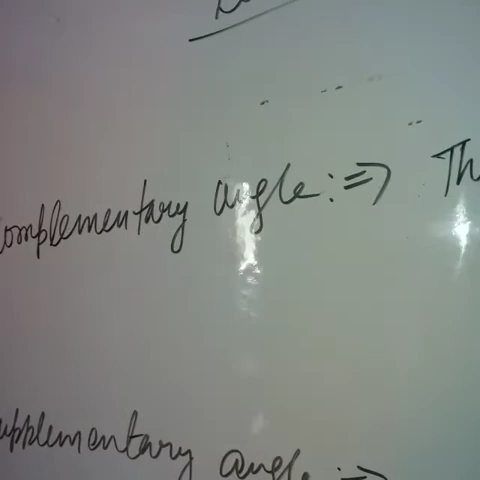 complementary angle :⇒ Th
upplementary angle :⇒